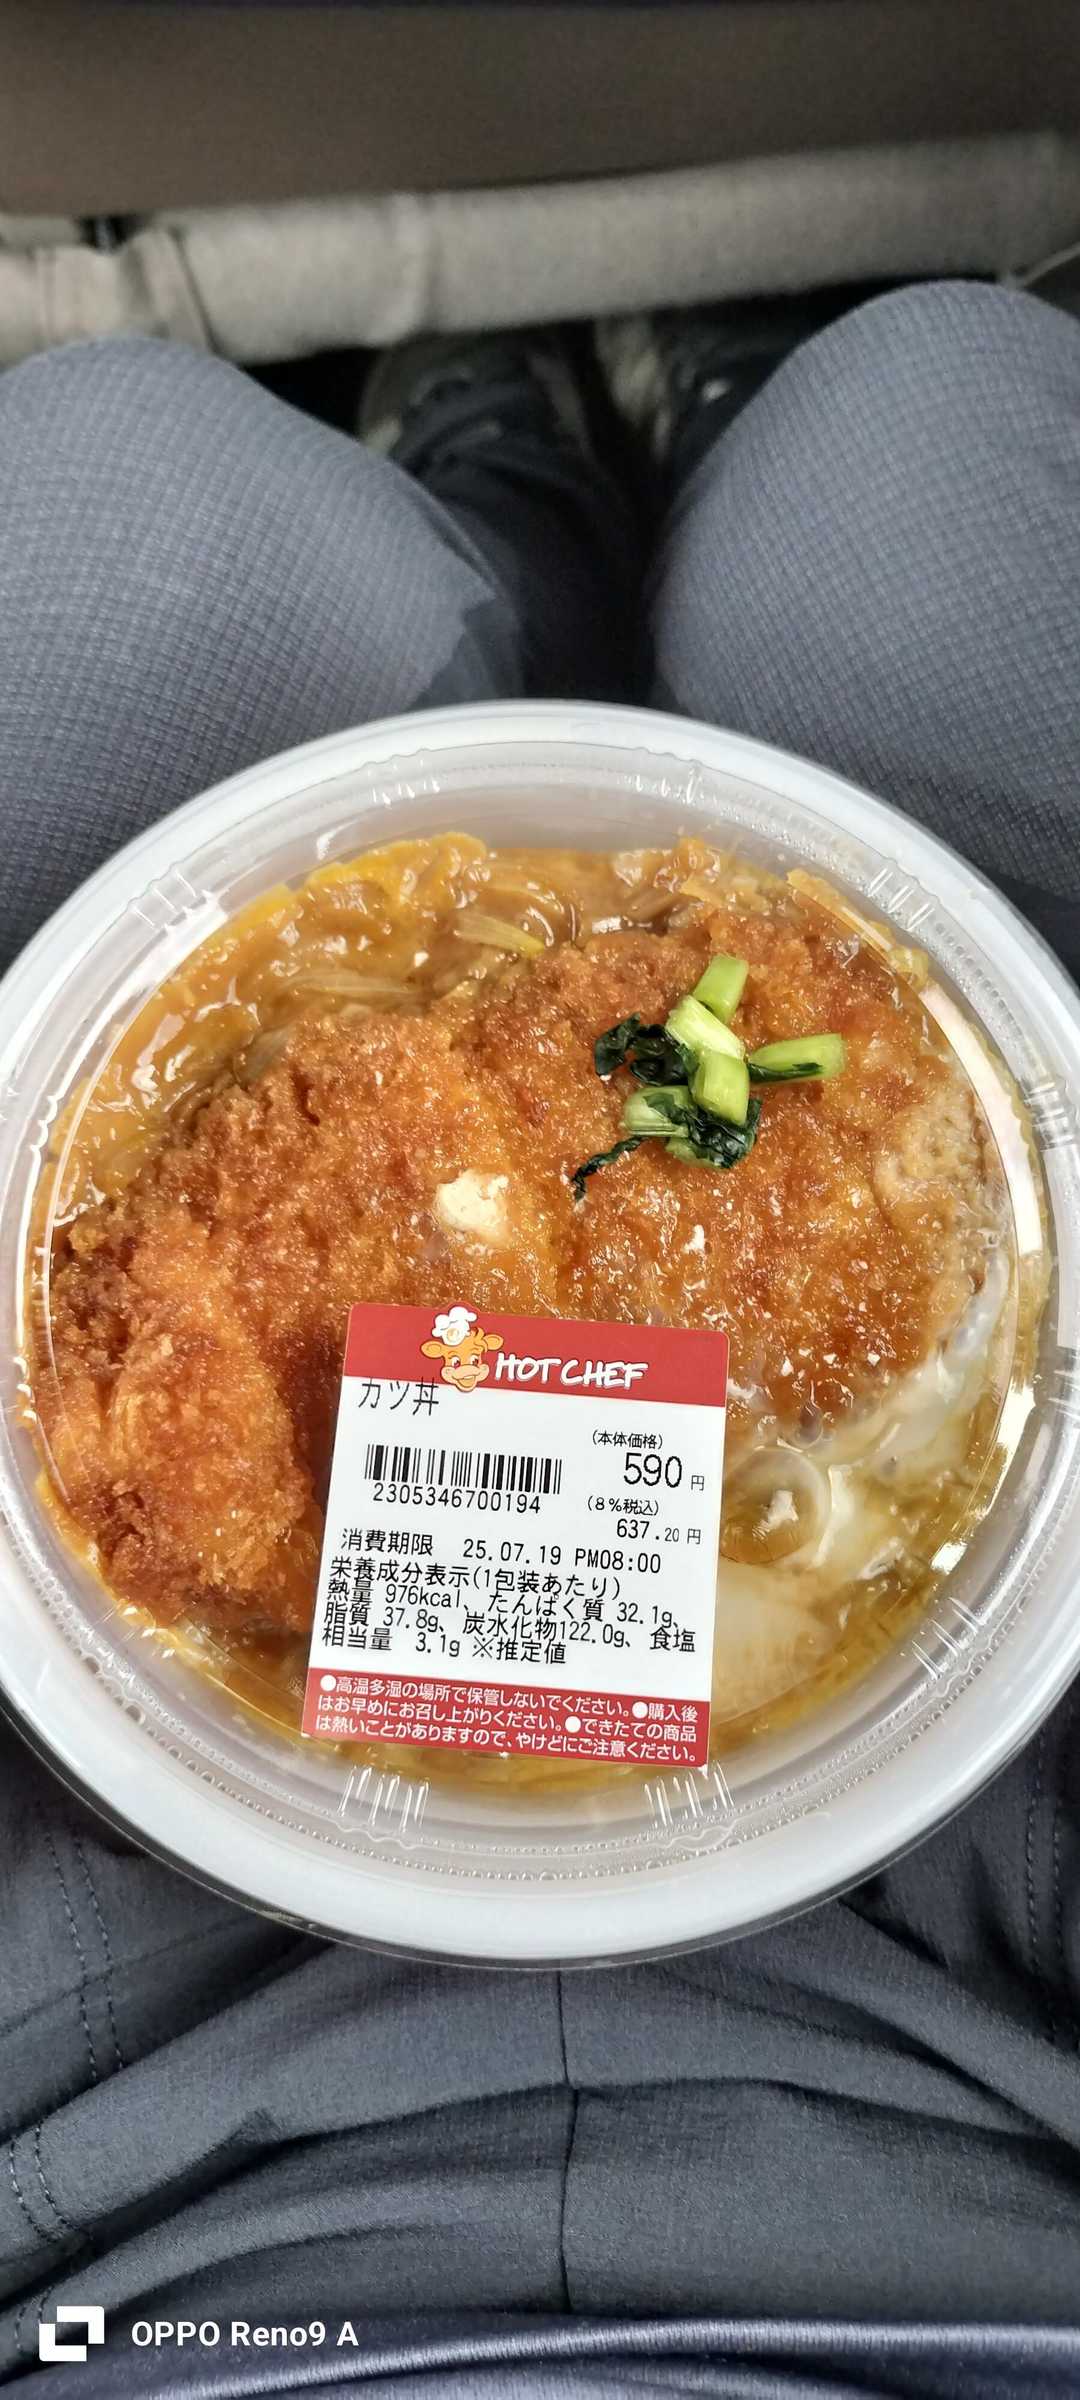 HOT CHEF
カツ丼
(本体価格)
590円
2305346700194
(8%税込)
637.20円
消費期限 25.07.19 PM08:00
栄養成分表示(1包装あたり)
熱量 976kcal、たんぱく質 32.1g、
脂質 37.8g、炭水化物122.0g、食塩
相当量 3.1g ※推定値
●高温多湿の場所で保管しないでください。●購入後
はお早めにお召し上がりください。●できたての商品
は熱いことがありますので、やけどにご注意ください。
OPPO Reno9 A